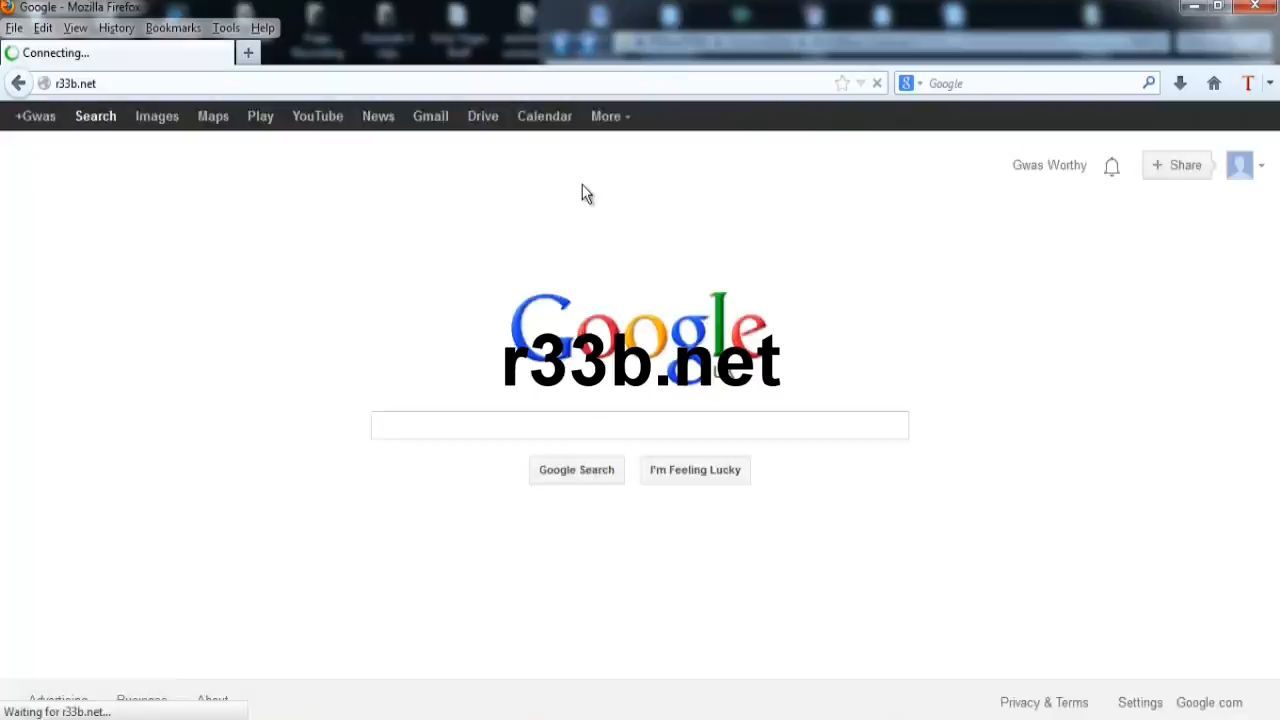 Google - Mozilla Firefox
File Edit View History Bookmarks Tools Help
Connecting...
r33b.net
Google
+Gwas Search Images Maps Play YouTube News Gmail Drive Calendar More
Gwas Worthy
+ Share
Google
r33b.net
Google Search
I'm Feeling Lucky
Advertising Business About
Privacy & Terms Settings Google.com
Waiting for r33b.net...